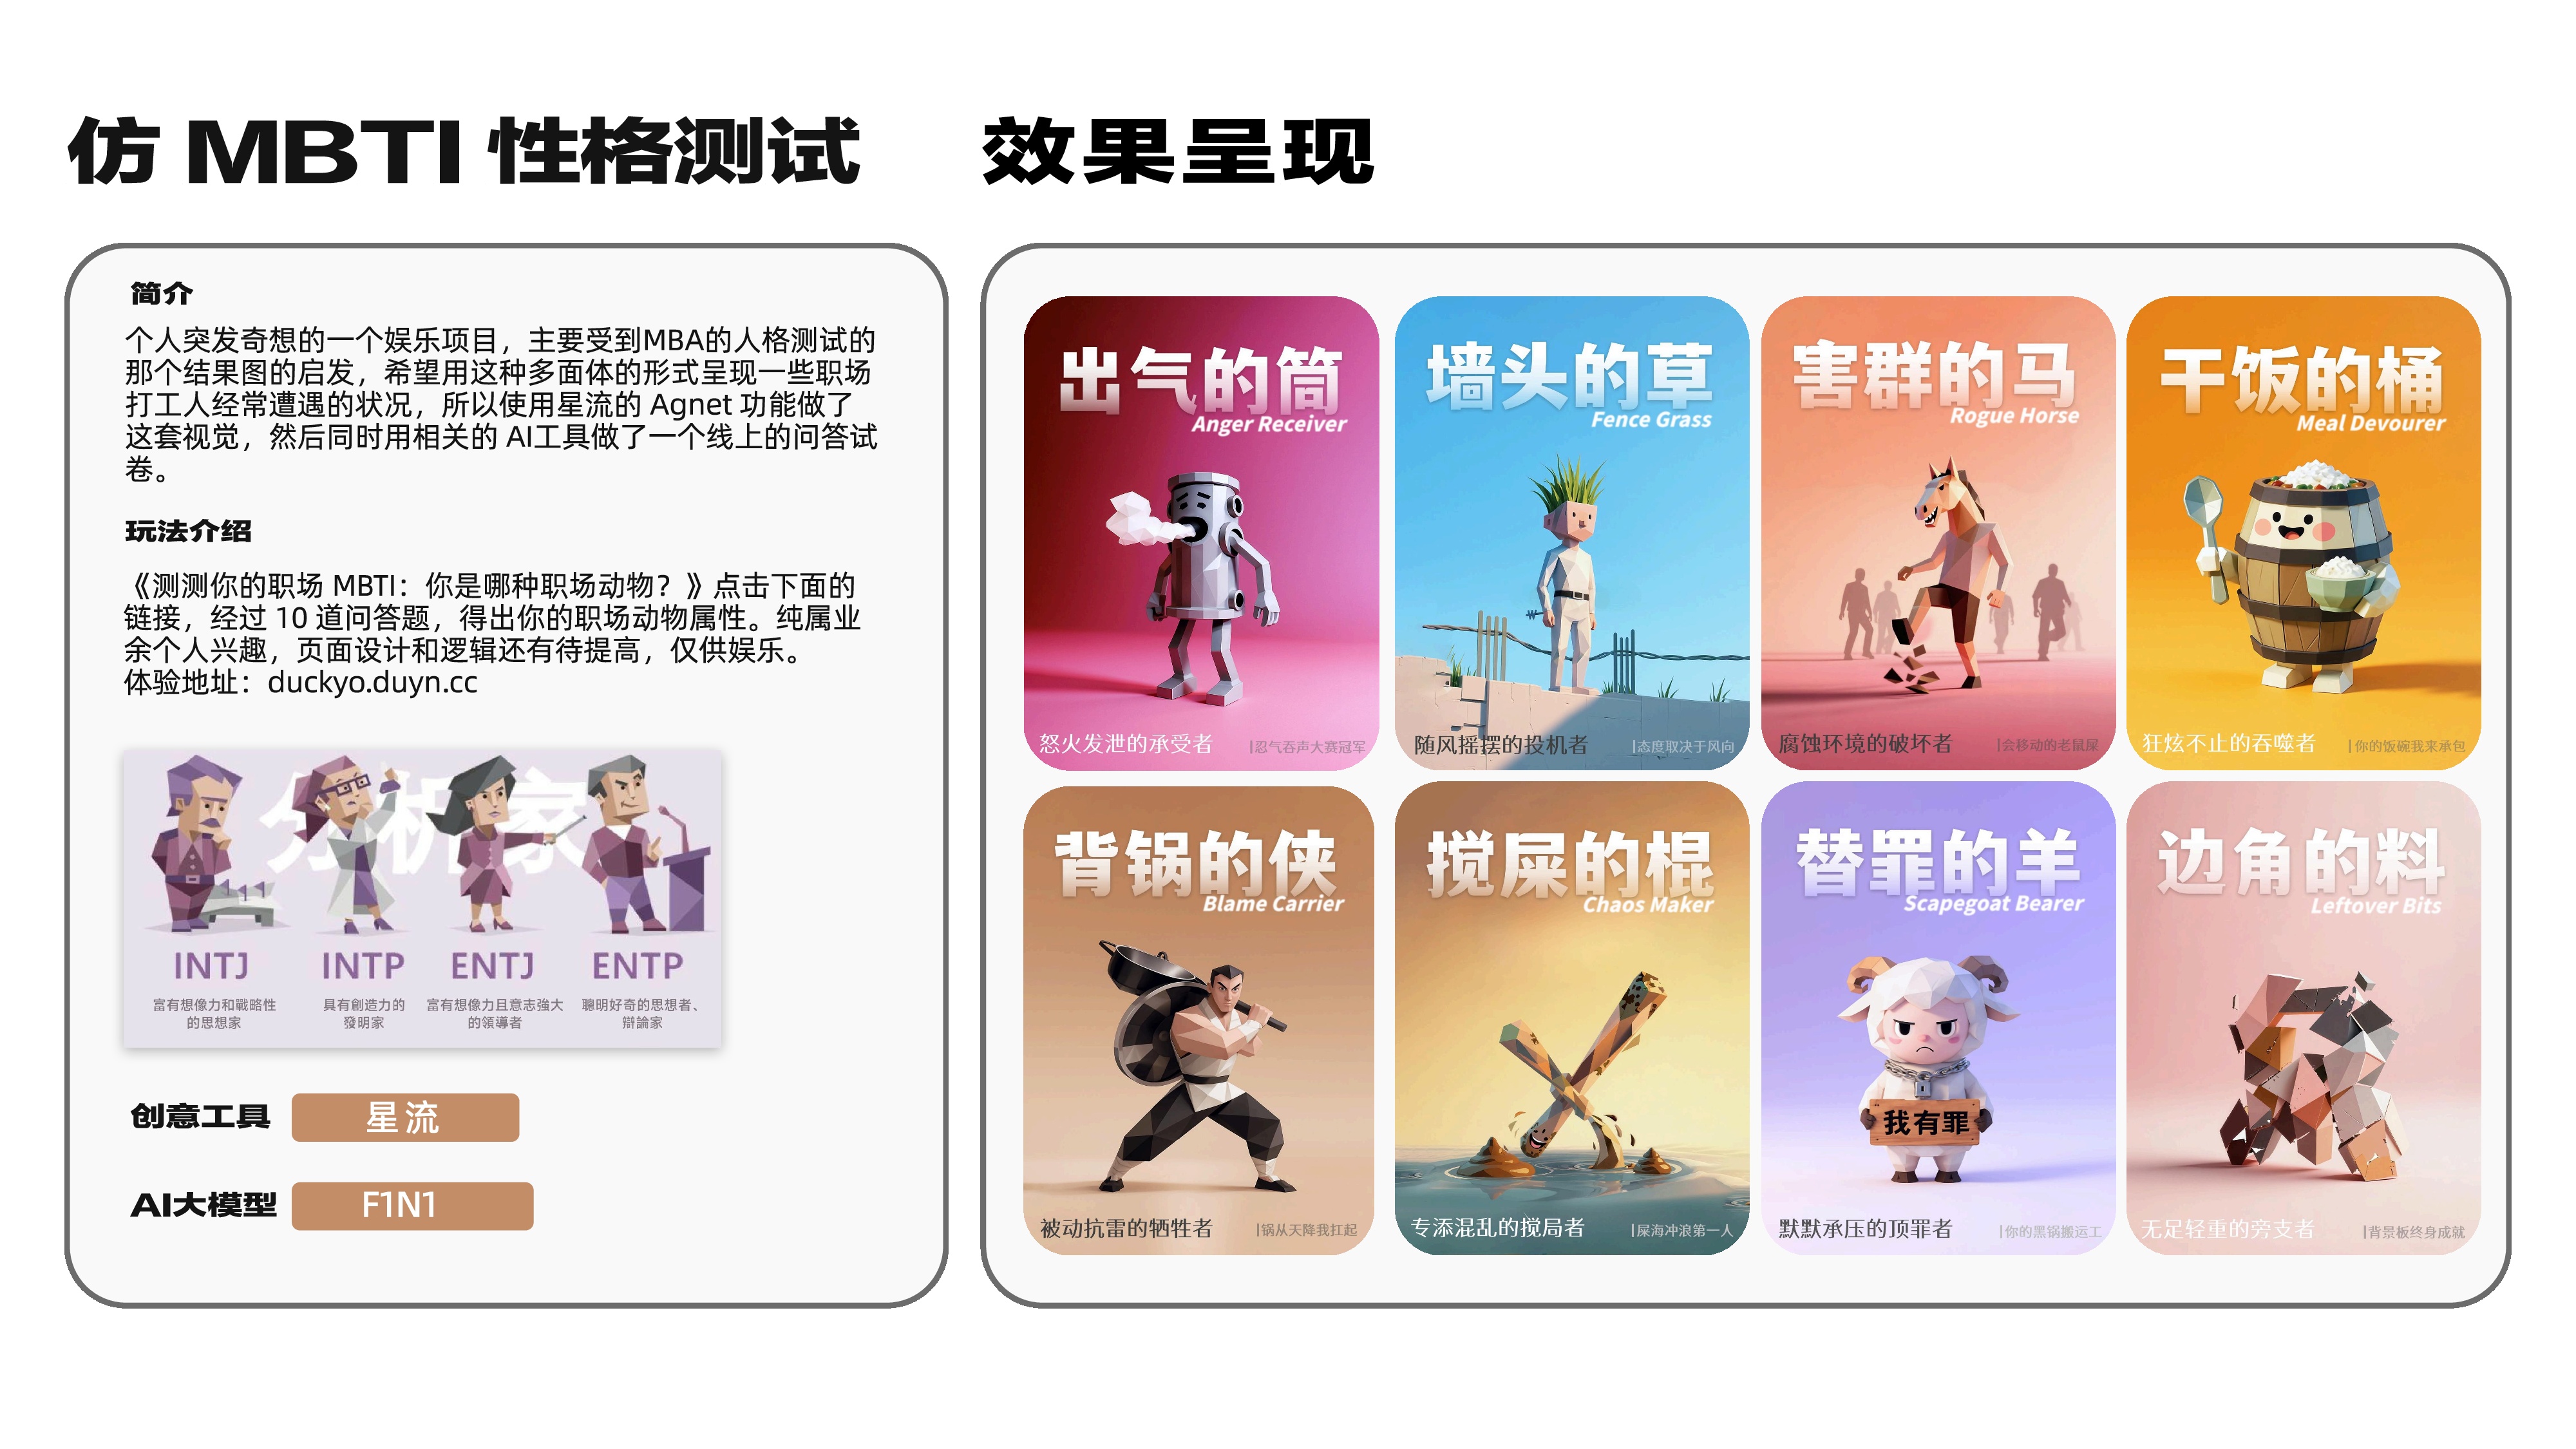 仿 MBTI 性格测试
效果呈现
简介
个人突发奇想的一个娱乐项目，主要受到MBA的人格测试的
那个结果图的启发，希望用这种多面体的形式呈现一些职场
打工人经常遭遇的状况，所以使用星流的 Agnet 功能做了
这套视觉，然后同时用相关的 AI工具做了一个线上的问答试
卷。
玩法介绍
《测测你的职场 MBTI：你是哪种职场动物？》点击下面的
链接，经过 10 道问答题，得出你的职场动物属性。纯属业
余个人兴趣，页面设计和逻辑还有待提高，仅供娱乐。
体验地址：duckyo.duyn.cc
分析家
INTJ
富有想像力和戰略性
的思想家
INTP
具有創造力的
發明家
ENTJ
富有想像力且意志強大
的領導者
ENTP
聰明好奇的思想者、
辯論家
创意工具
星流
AI大模型
F1N1
出气的筒
Anger Receiver
怒火发泄的承受者
|忍气吞声大赛冠军
墙头的草
Fence Grass
随风摇摆的投机者
|态度取决于风向
害群的马
Rogue Horse
腐蚀环境的破坏者
|会移动的老鼠屎
干饭的桶
Meal Devourer
狂炫不止的吞噬者
|你的饭碗我来承包
背锅的侠
Blame Carrier
被动抗雷的牺牲者
|锅从天降我扛起
搅屎的棍
Chaos Maker
专添混乱的搅局者
|屎海冲浪第一人
替罪的羊
Scapegoat Bearer
我有罪
默默承压的顶罪者
|你的黑锅搬运工
边角的料
Leftover Bits
无足轻重的旁支者
|背景板终身成就